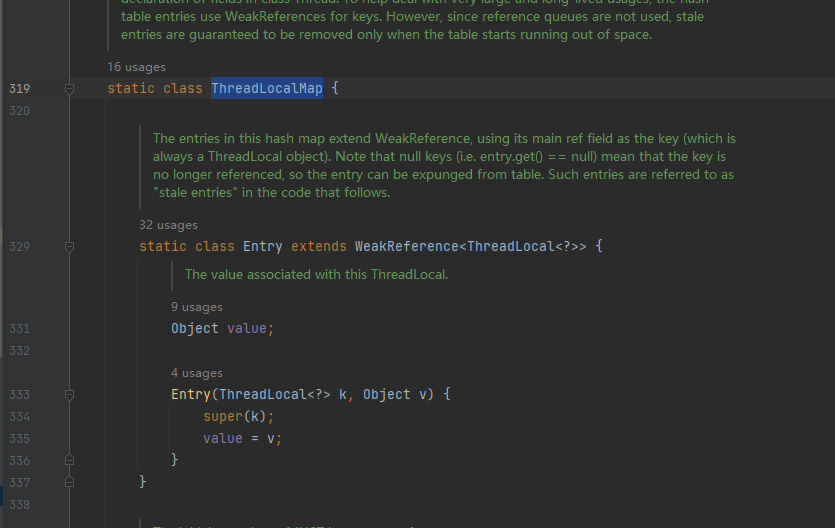 declaration of fields in class Thread. To help deal with very large and long-lived usages, the hash
table entries use WeakReferences for keys. However, since reference queues are not used, stale
entries are guaranteed to be removed only when the table starts running out of space.
16 usages
319 static class ThreadLocalMap {
320
The entries in this hash map extend WeakReference, using its main ref field as the key (which is
always a ThreadLocal object). Note that null keys (i.e. entry.get() == null) mean that the key is
no longer referenced, so the entry can be expunged from table. Such entries are referred to as
"stale entries" in the code that follows.
32 usages
329 static class Entry extends WeakReference<ThreadLocal<?>> {
The value associated with this ThreadLocal.
9 usages
331 Object value;
332
4 usages
333 Entry(ThreadLocal<?> k, Object v) {
334 super(k);
335 value = v;
336 }
337 }
338